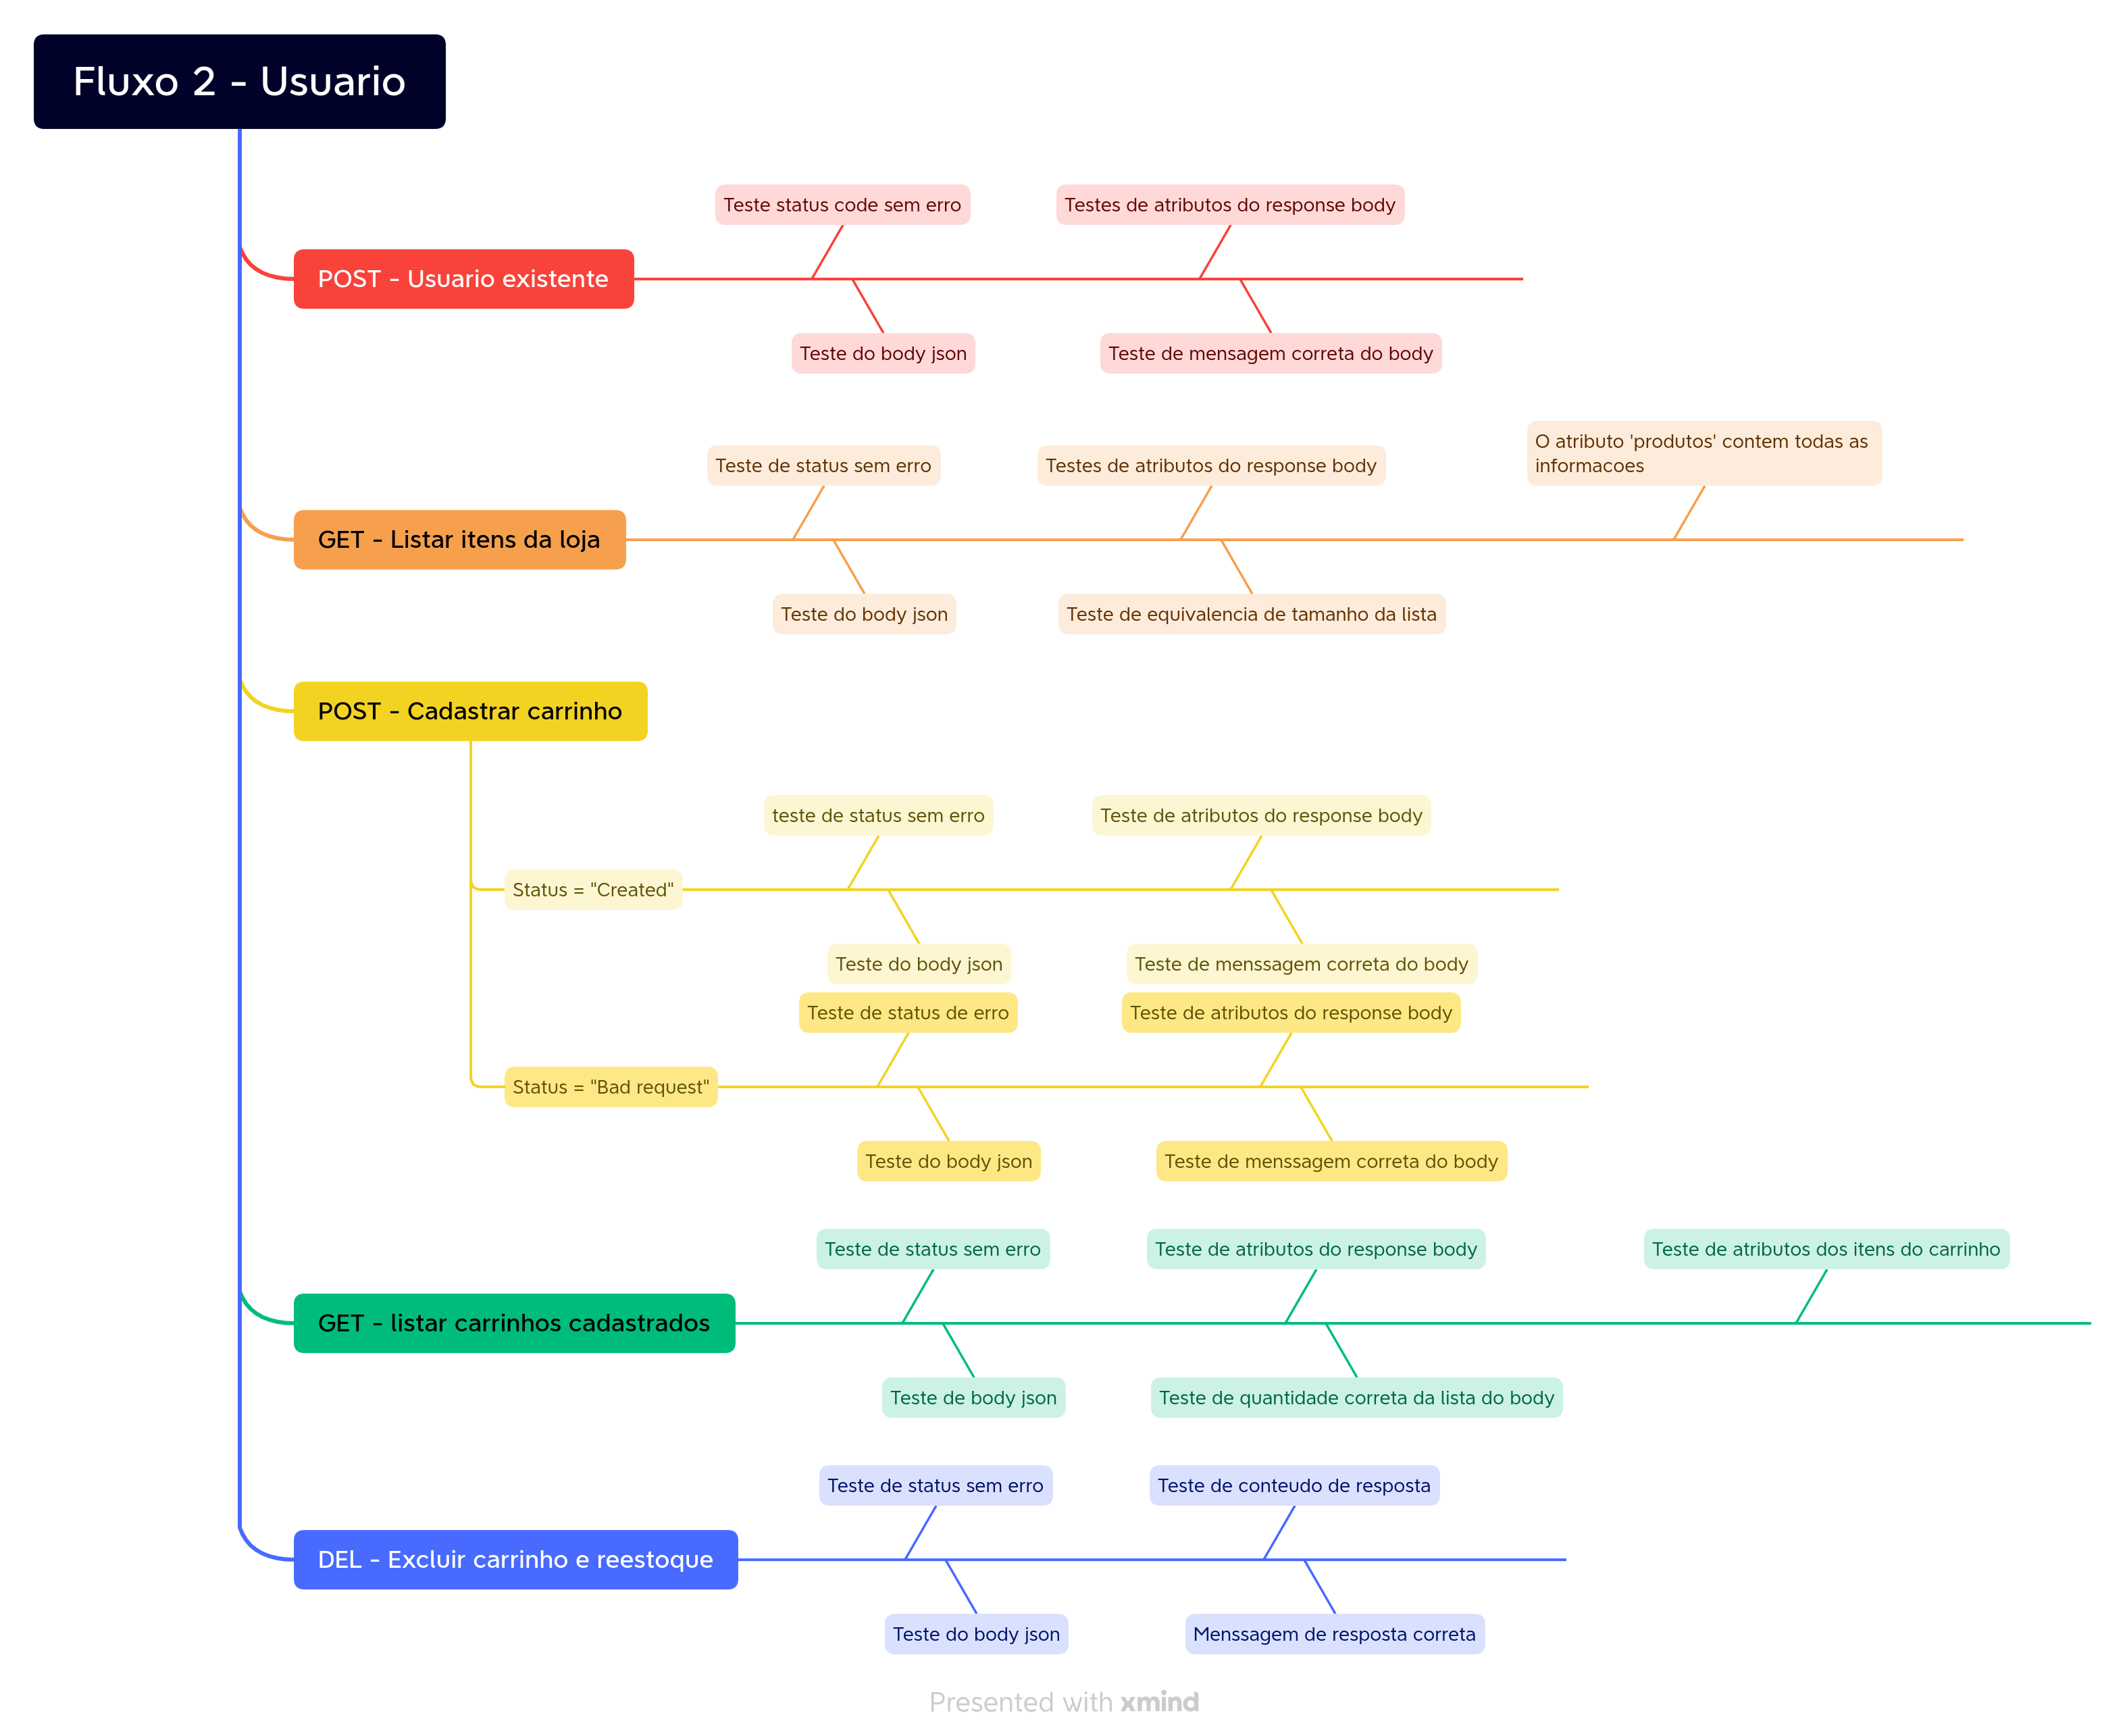 Fluxo 2 - Usuario
Teste status code sem erro
Testes de atributos do response body
POST - Usuario existente
Teste do body json
Teste de mensagem correta do body
O atributo 'produtos' contem todas as
informacoes
Teste de status sem erro
Testes de atributos do response body
GET - Listar itens da loja
Teste do body json
Teste de equivalencia de tamanho da lista
POST - Cadastrar carrinho
teste de status sem erro
Teste de atributos do response body
Status = "Created"
Teste do body json
Teste de menssagem correta do body
Teste de status de erro
Teste de atributos do response body
Status = "Bad request"
Teste do body json
Teste de menssagem correta do body
Teste de status sem erro
Teste de atributos do response body
Teste de atributos dos itens do carrinho
GET - listar carrinhos cadastrados
Teste de body json
Teste de quantidade correta da lista do body
Teste de status sem erro
Teste de conteudo de resposta
DEL - Excluir carrinho e reestoque
Teste do body json
Menssagem de resposta correta
Presented with xmind